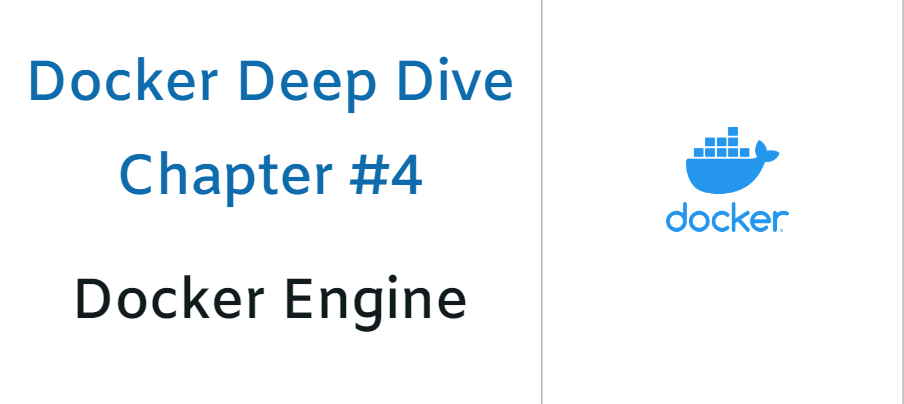 Docker Deep Dive
Chapter #4
Docker Engine
docker